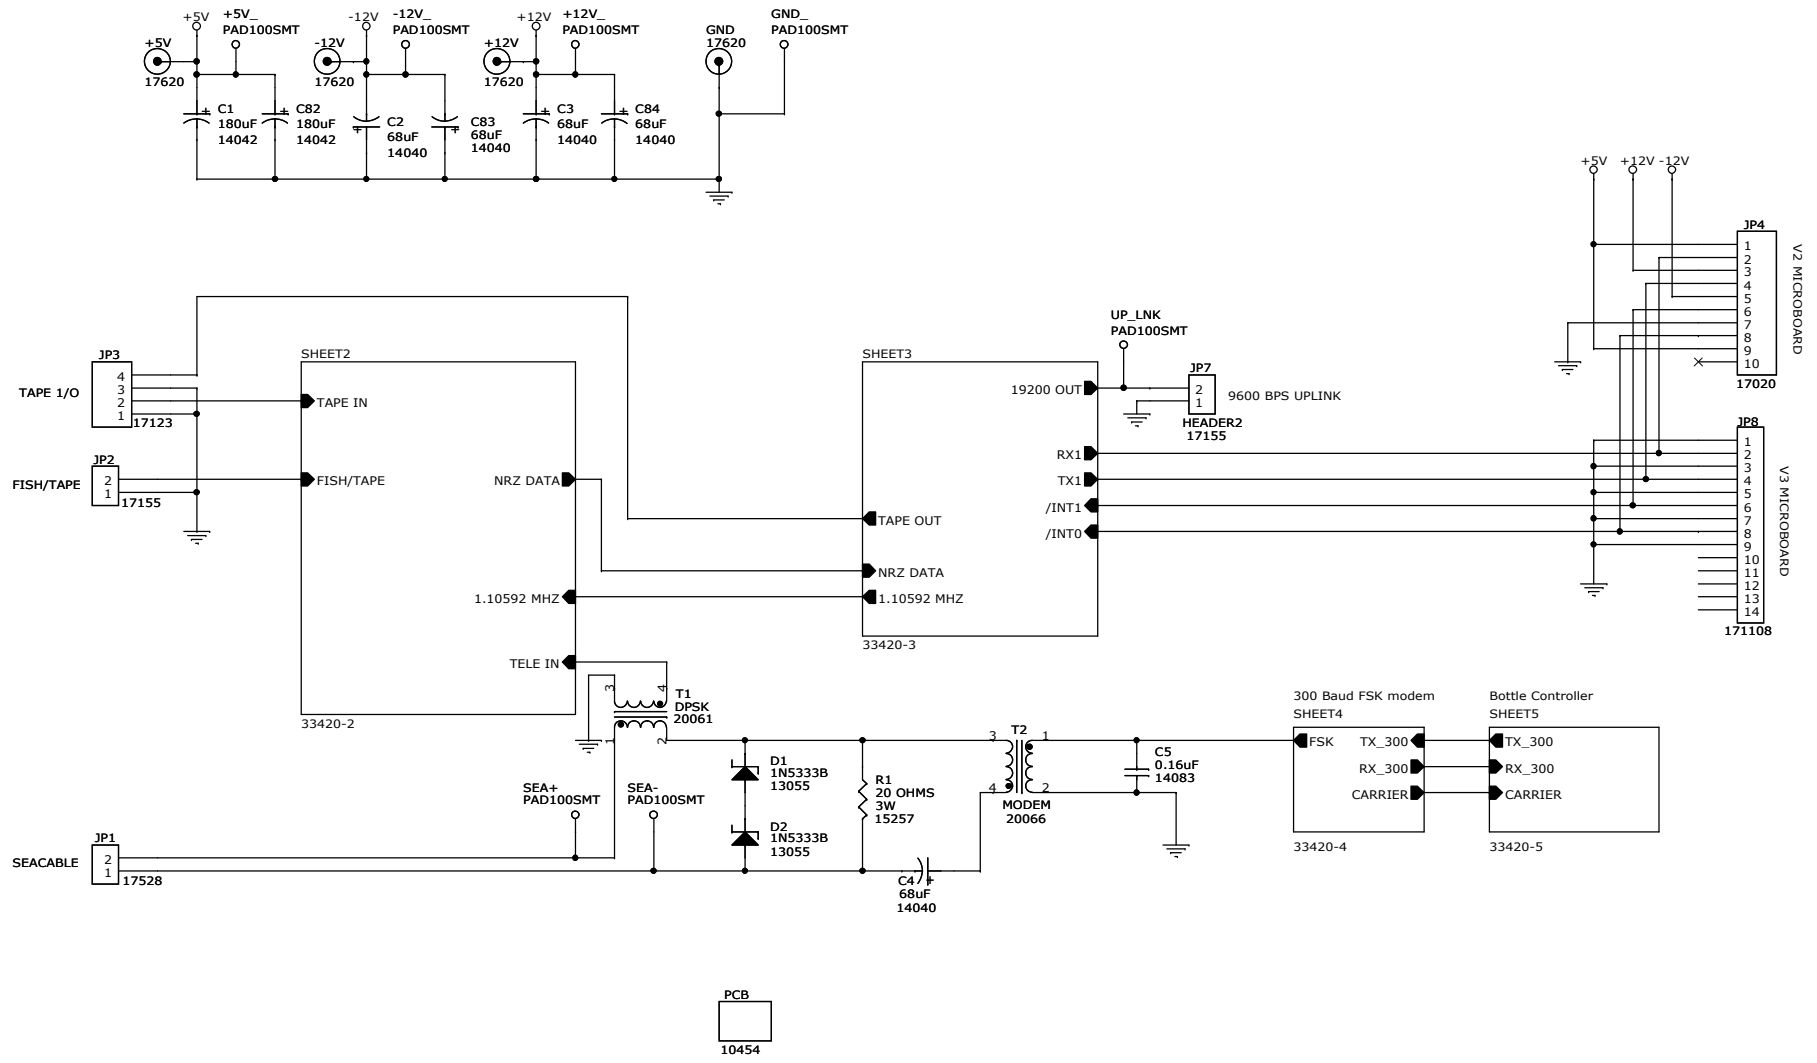 +5V
+5V_
PAD100SMT
+5V
17620
C1
180uF
14042
C82
180uF
14042
-12V
-12V_
PAD100SMT
-12V
17620
C2
68uF
14040
C83
68uF
14040
+12V
+12V_
PAD100SMT
+12V
17620
C3
68uF
14040
C84
68uF
14040
GND
17620
GND_
PAD100SMT
+5V
+12V
-12V
JP4
1
2
3
4
5
6
7
8
9
10
17020
V2 MICROBOARD
JP3
TAPE 1/O
4
3
2
1
17123
JP2
FISH/TAPE
2
1
17155
SHEET2
TAPE IN
FISH/TAPE
NRZ DATA
1.10592 MHZ
TELE IN
33420-2
SHEET3
19200 OUT
RX1
TX1
/INT1
/INT0
TAPE OUT
NRZ DATA
1.10592 MHZ
33420-3
UP_LNK
PAD100SMT
JP7
2
1
9600 BPS UPLINK
HEADER2
17155
JP8
1
2
3
4
5
6
7
8
9
10
11
12
13
14
171108
V3 MICROBOARD
3
4
T1
DPSK
20061
1
2
SEA+
PAD100SMT
SEA-
PAD100SMT
D1
1N5333B
13055
D2
1N5333B
13055
R1
20 OHMS
3W
15257
C4
68uF
14040
3
4
T2
1
2
MODEM
20066
C5
0.16uF
14083
300 Baud FSK modem
SHEET4
FSK
TX_300
RX_300
CARRIER
33420-4
Bottle Controller
SHEET5
TX_300
RX_300
CARRIER
33420-5
JP1
SEACABLE
2
1
17528
PCB
10454